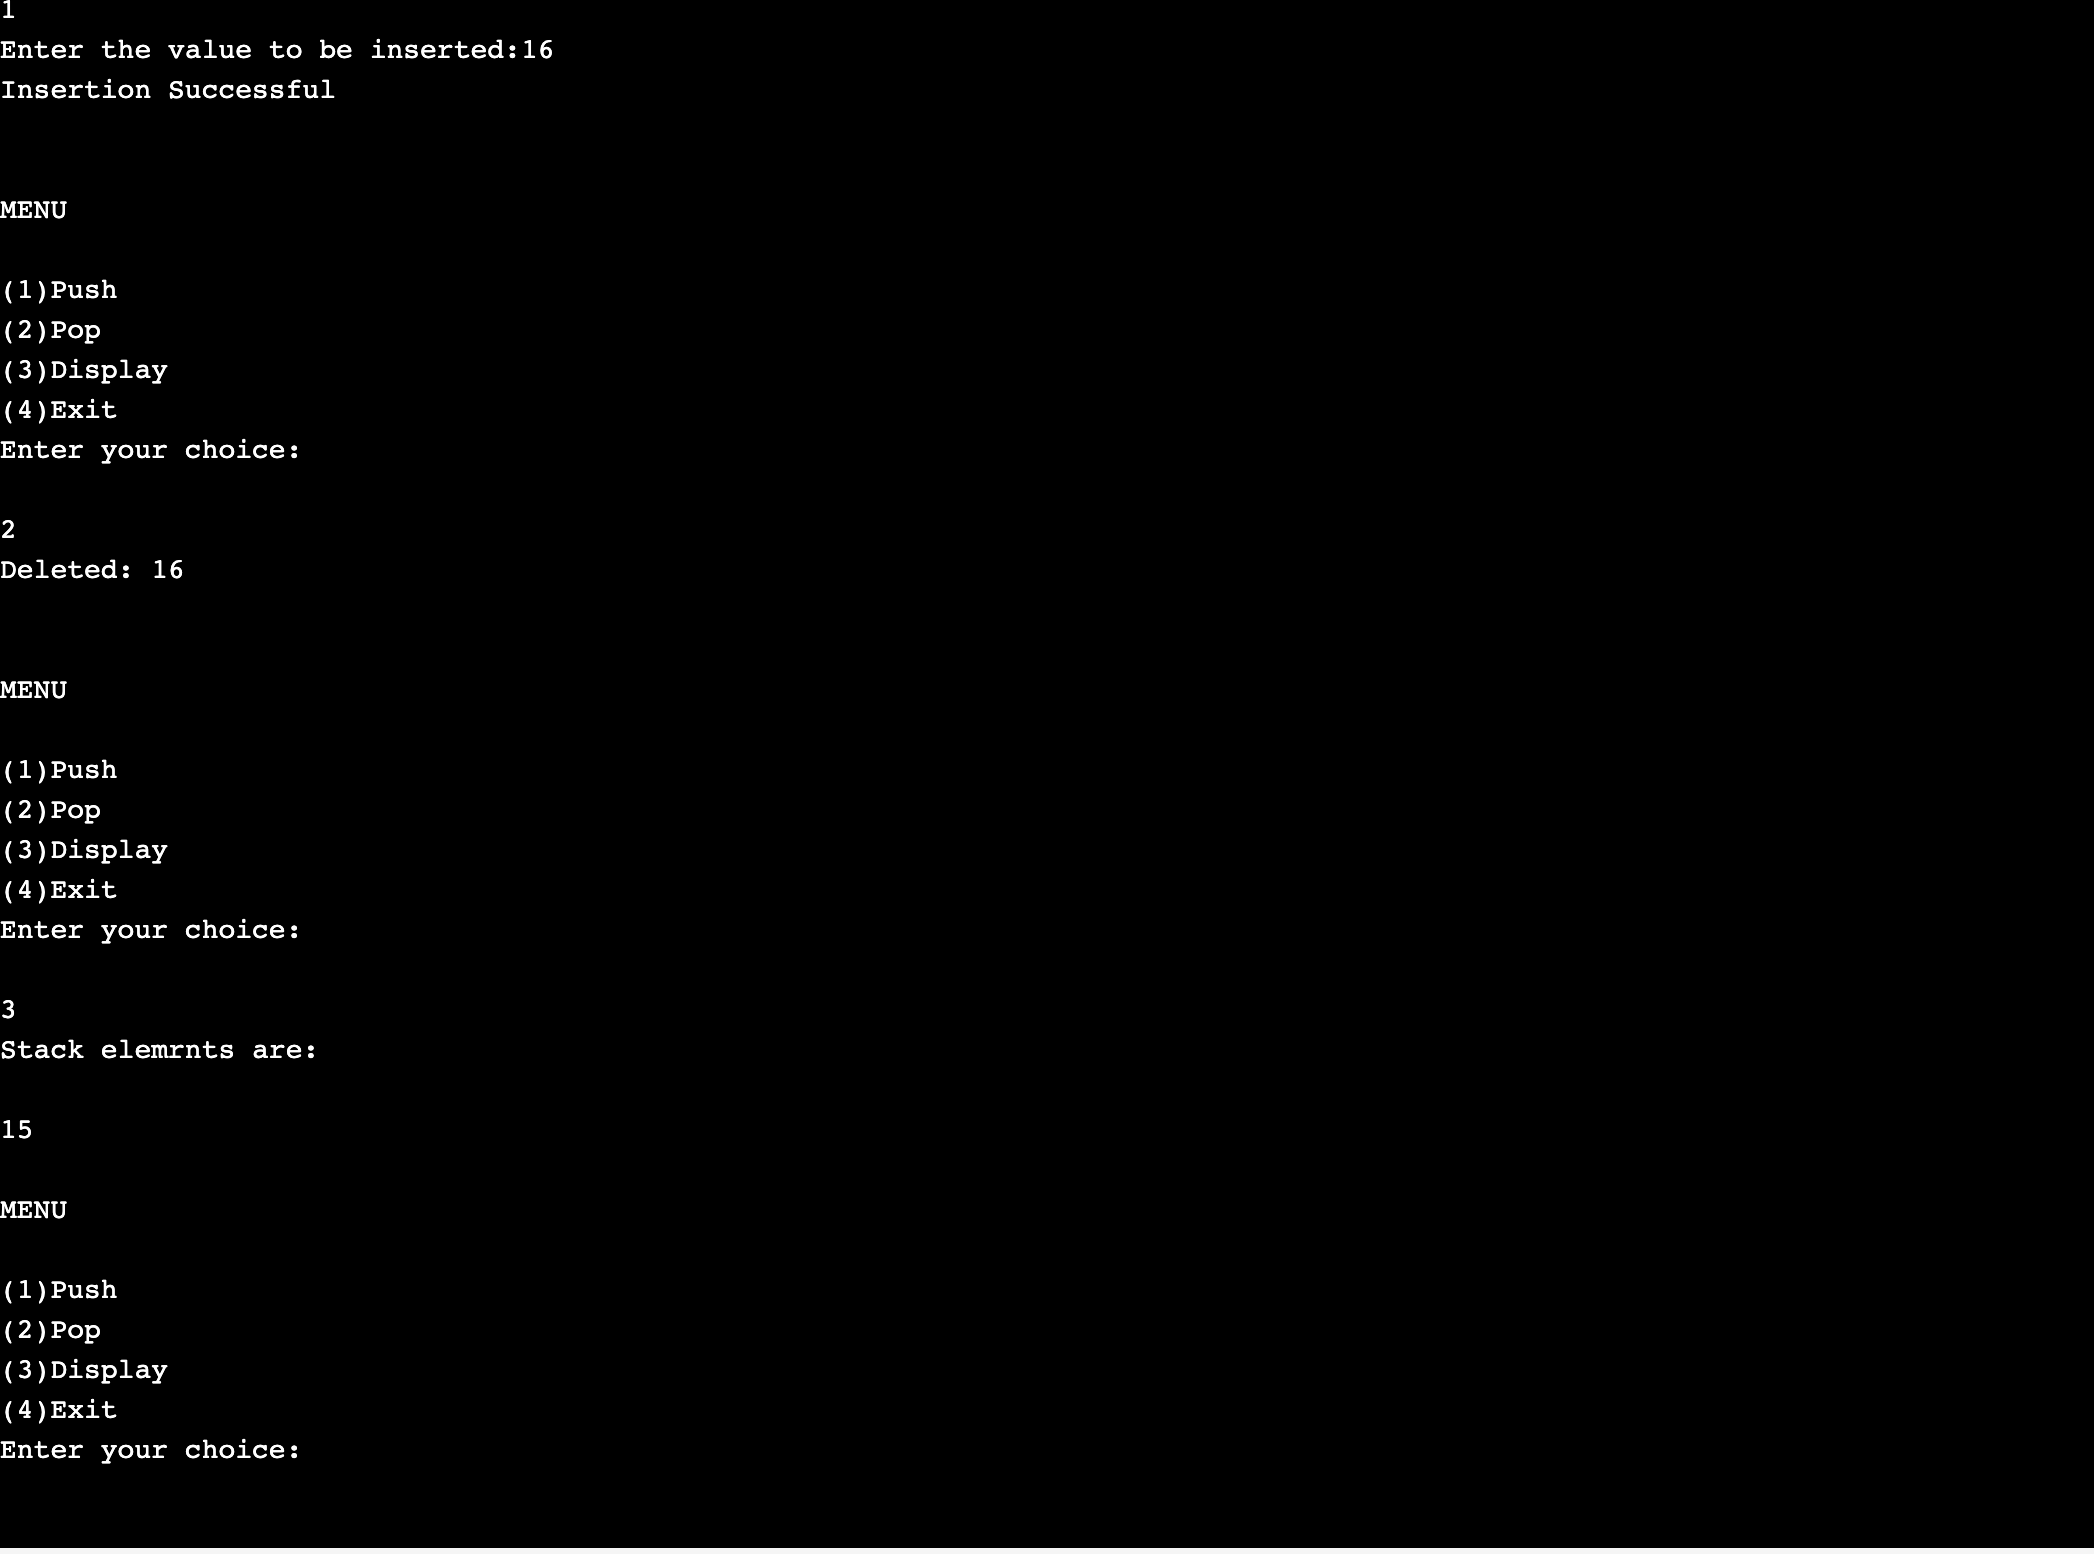 1
Enter the value to be inserted:16
Insertion Successful
MENU
(1)Push
(2)Pop
(3)Display
(4)Exit
Enter your choice:
2
Deleted: 16
MENU
(1)Push
(2)Pop
(3)Display
(4)Exit
Enter your choice:
3
Stack elemrnts are:
15
MENU
(1)Push
(2)Pop
(3)Display
(4)Exit
Enter your choice: